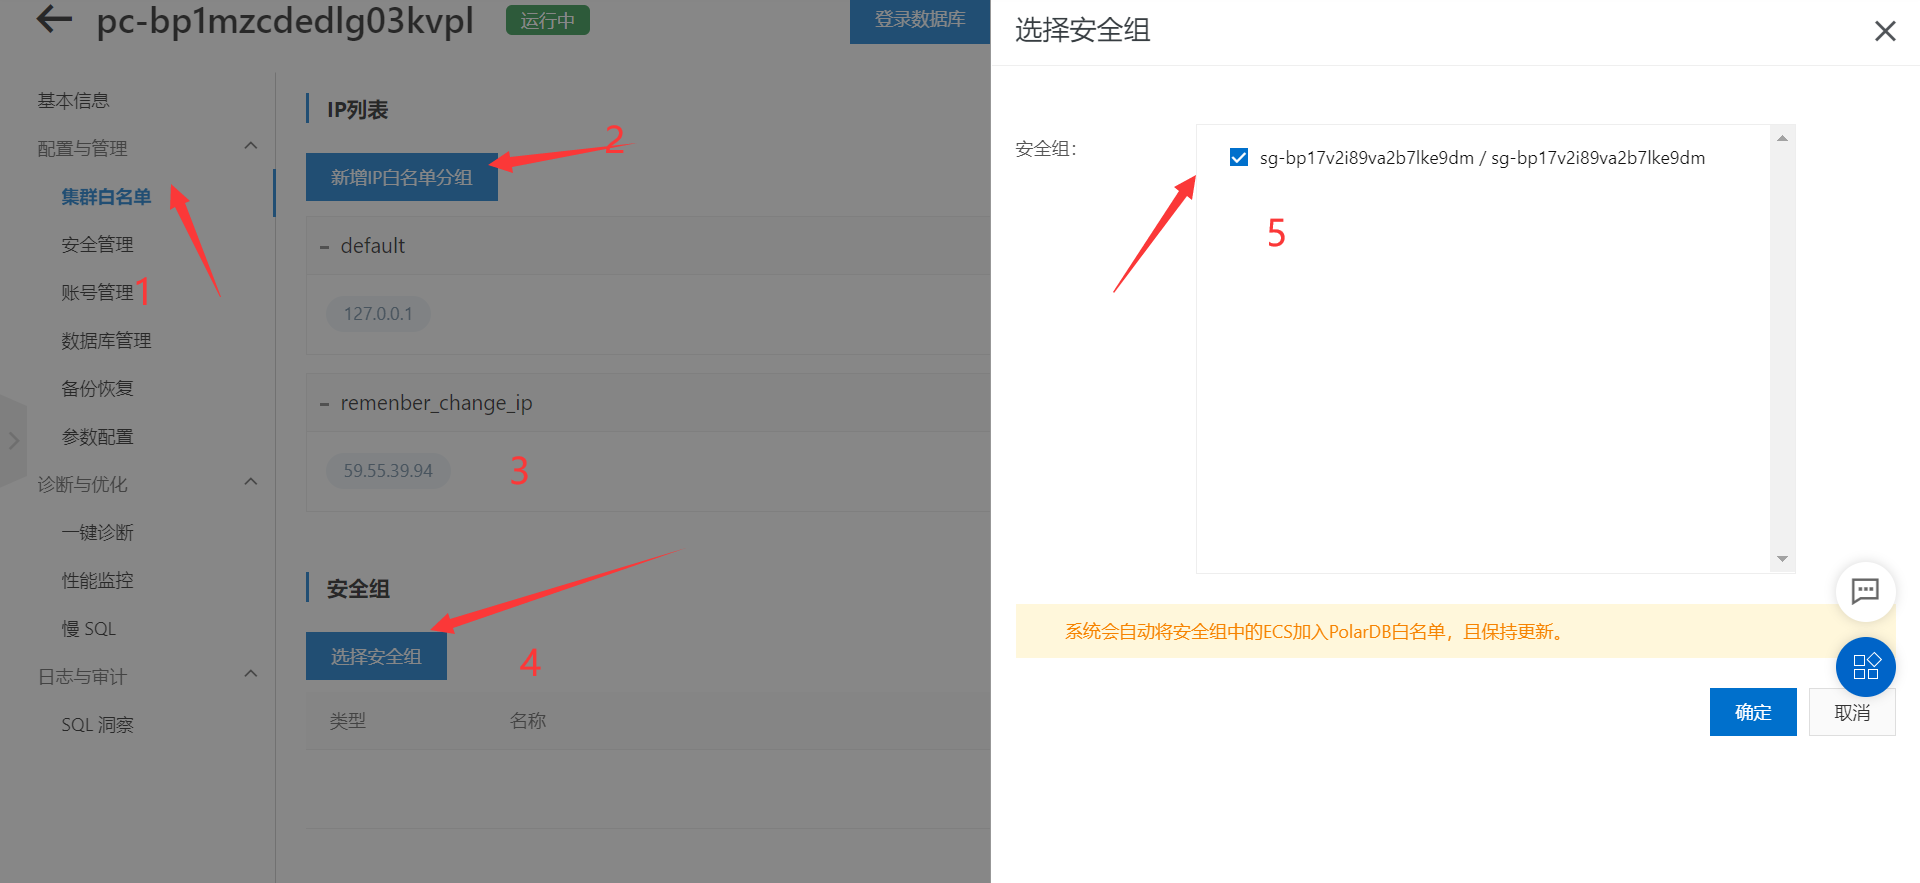 pc-bp1mzcdedlg03kvpl
运行中
登录数据库
基本信息
配置与管理
集群白名单
安全管理
账号管理
1
数据库管理
备份恢复
参数配置
诊断与优化
一键诊断
性能监控
慢 SQL
日志与审计
SQL 洞察
IP列表
2
新增IP白名单分组
default
127.0.0.1
remenber_change_ip
59.55.39.94
3
安全组
选择安全组
4
类型
名称
选择安全组
安全组：
sg-bp17v2i89va2b7lke9dm / sg-bp17v2i89va2b7lke9dm
5
系统会自动将安全组中的ECS加入PolarDB白名单，且保持更新。
确定
取消